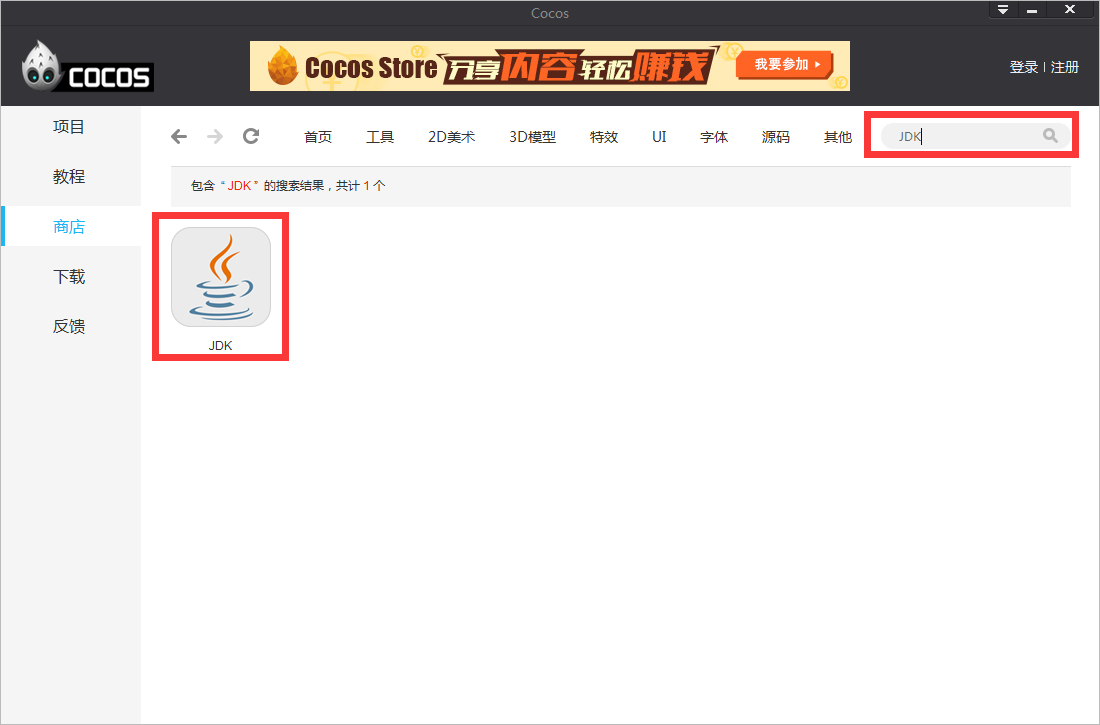 Cocos
COCOS
Cocos Store 分享内容轻松赚钱 我要参加
登录 | 注册
项目
教程
商店
下载
反馈
首页 工具 2D美术 3D模型 特效 UI 字体 源码 其他 JDK
包含“JDK”的搜索结果，共计 1 个
JDK